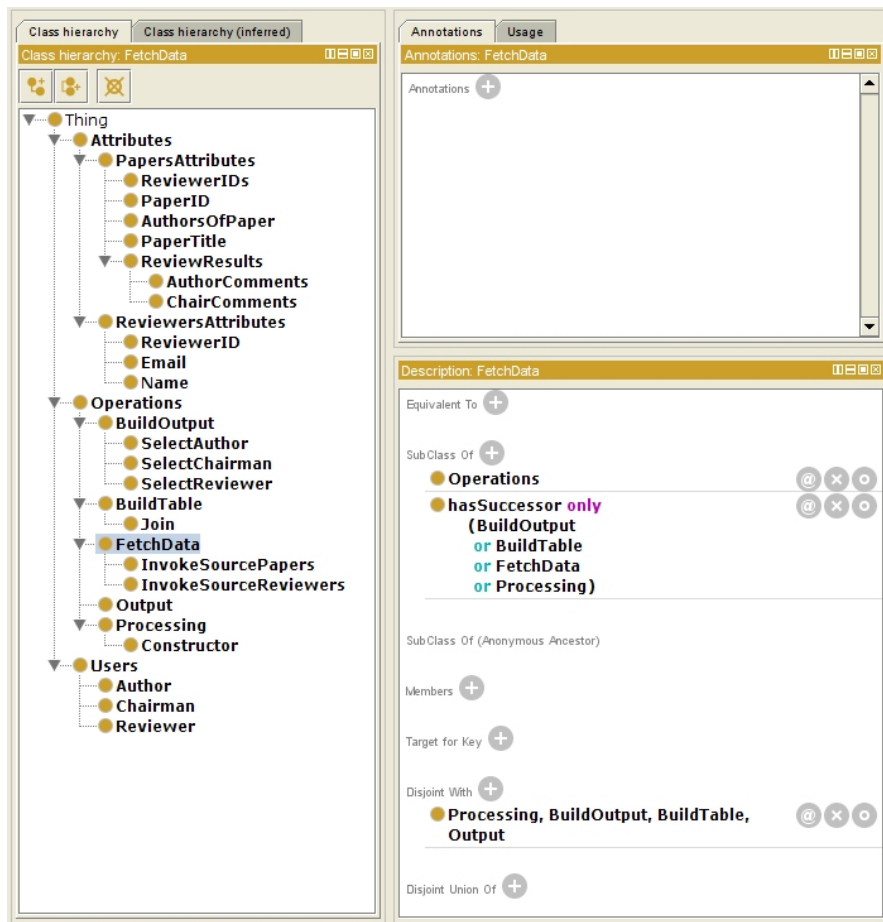 Class hierarchy
Class hierarchy (inferred)
Class hierarchy: FetchData
Thing
Attributes
PapersAttributes
ReviewerIDs
PaperID
AuthorsOfPaper
PaperTitle
ReviewResults
AuthorComments
ChairComments
ReviewersAttributes
ReviewerID
Email
Name
Operations
BuildOutput
SelectAuthor
SelectChairman
SelectReviewer
BuildTable
Join
FetchData
InvokeSourcePapers
InvokeSourceReviewers
Output
Processing
Constructor
Users
Author
Chairman
Reviewer
Annotations
Usage
Annotations: FetchData
Annotations
Description: FetchData
Equivalent To
SubClass Of
Operations
hasSuccessor only
(BuildOutput
or BuildTable
or FetchData
or Processing)
SubClass Of (Anonymous Ancestor)
Members
Target for Key
Disjoint With
Processing, BuildOutput, BuildTable,
Output
Disjoint Union Of